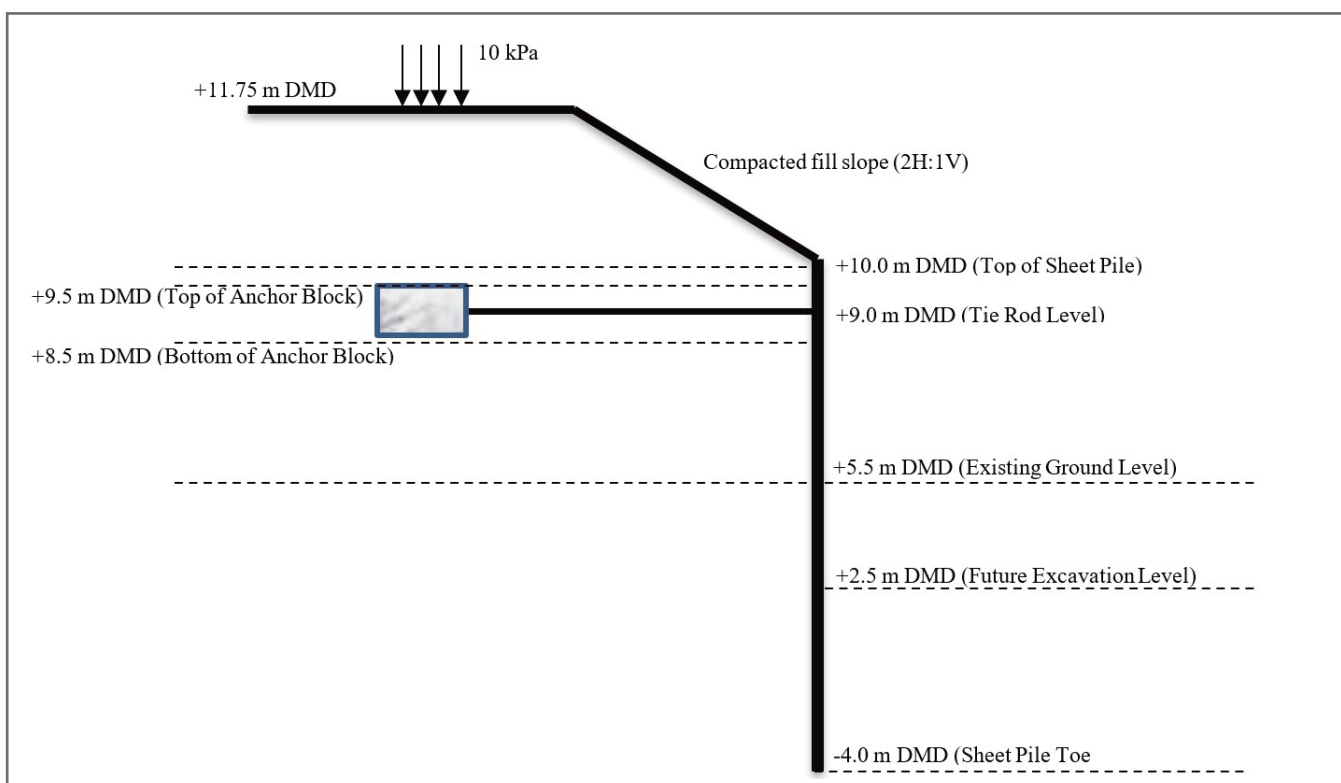 10 kPa
+11.75 m DMD
Compacted fill slope (2H:1V)
+10.0 m DMD (Top of Sheet Pile)
+9.5 m DMD (Top of Anchor Block)
+9.0 m DMD (Tie Rod Level)
+8.5 m DMD (Bottom of Anchor Block)
+5.5 m DMD (Existing Ground Level)
+2.5 m DMD (Future Excavation Level)
-4.0 m DMD (Sheet Pile Toe